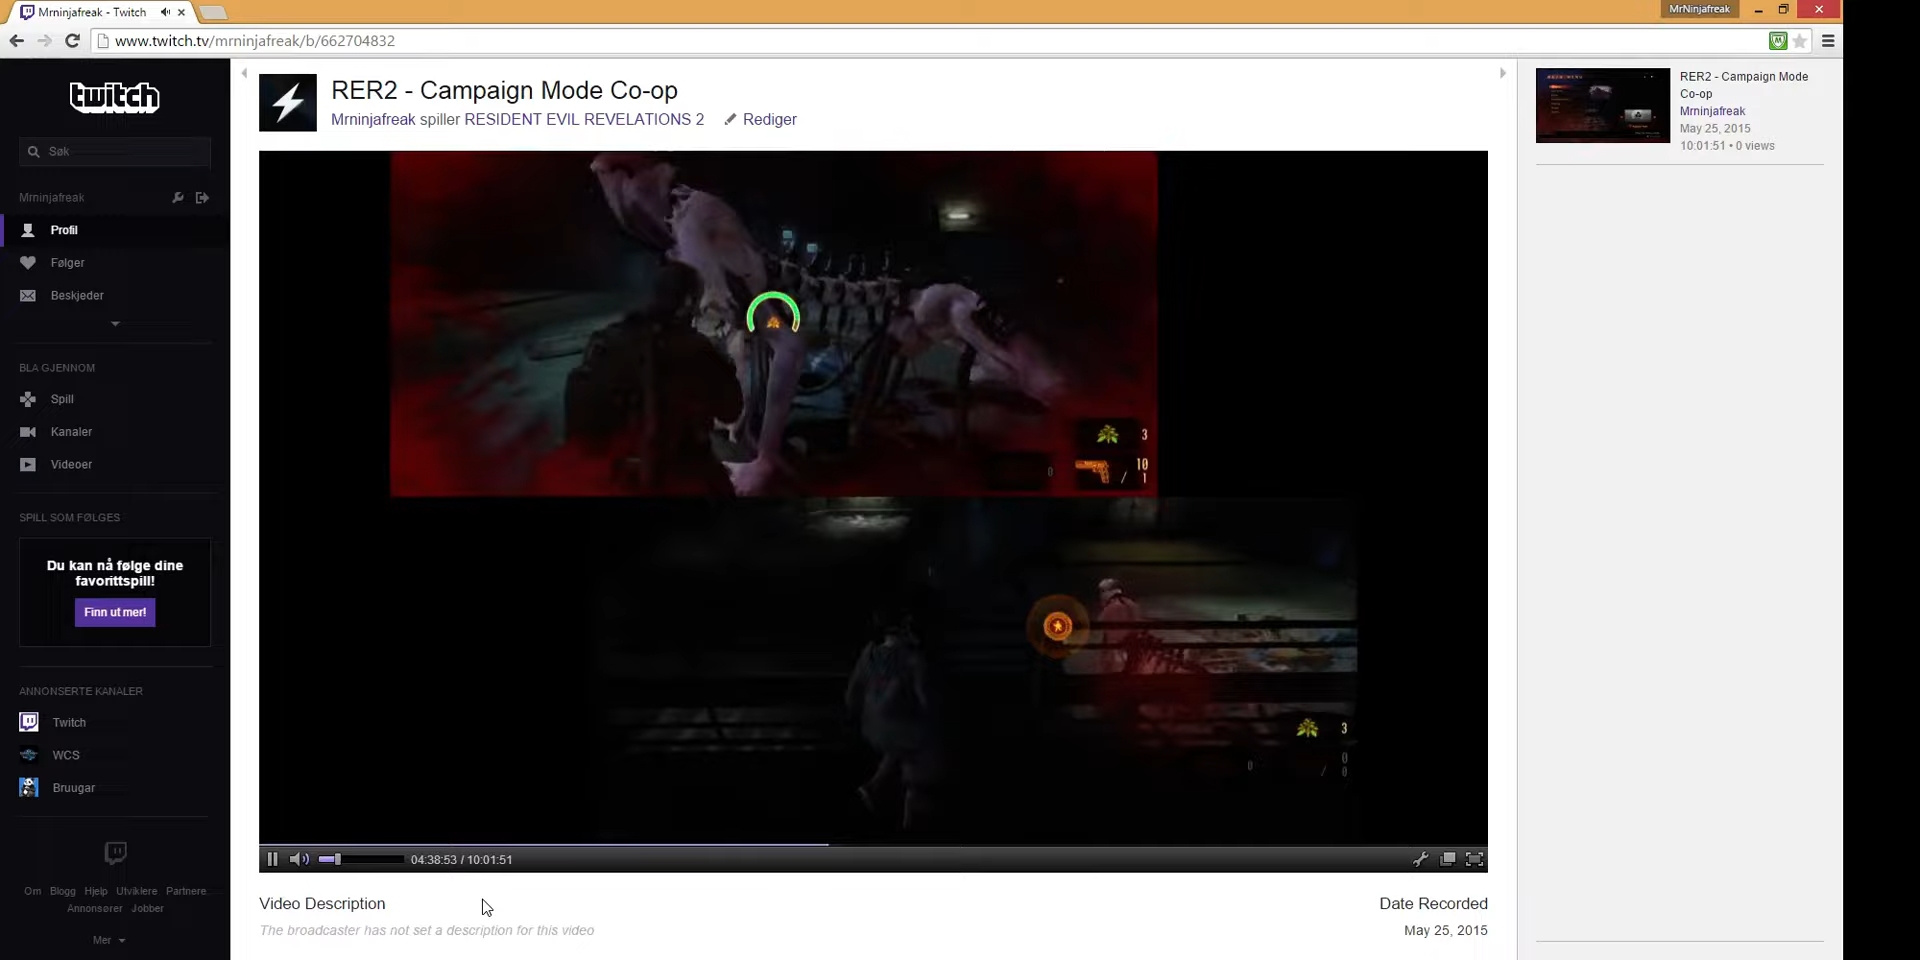 Mrninjafreak - Twitch
MrNinjafreak
www.twitch.tv/mrninjafreak/b/662704832
twitch
Søk
Mrninjafreak
Profil
Følger
Beskjeder
BLA GJENNOM
Spill
Kanaler
Videoer
SPILL SOM FØLGES
Du kan nå følge dine
favorittspill!
Finn ut mer!
ANNONSERTE KANALER
Twitch
WCS
Bruugar
Om Blogg Hjelp Utviklere Partnere
Annonsører Jobber
Mer
RER2 - Campaign Mode Co-op
Mrninjafreak spiller RESIDENT EVIL REVELATIONS 2 Rediger
3
0 10 / 1
3
0 0 / 0
04:38:53 / 10:01:51
Video Description
The broadcaster has not set a description for this video
Date Recorded
May 25, 2015
RER2 - Campaign Mode
Co-op
Mrninjafreak
May 25, 2015
10:01:51 • 0 views